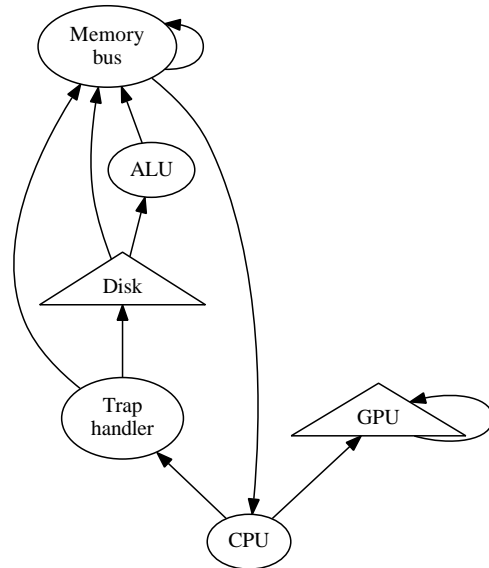 Memory
bus
ALU
Disk
Trap
handler
GPU
CPU